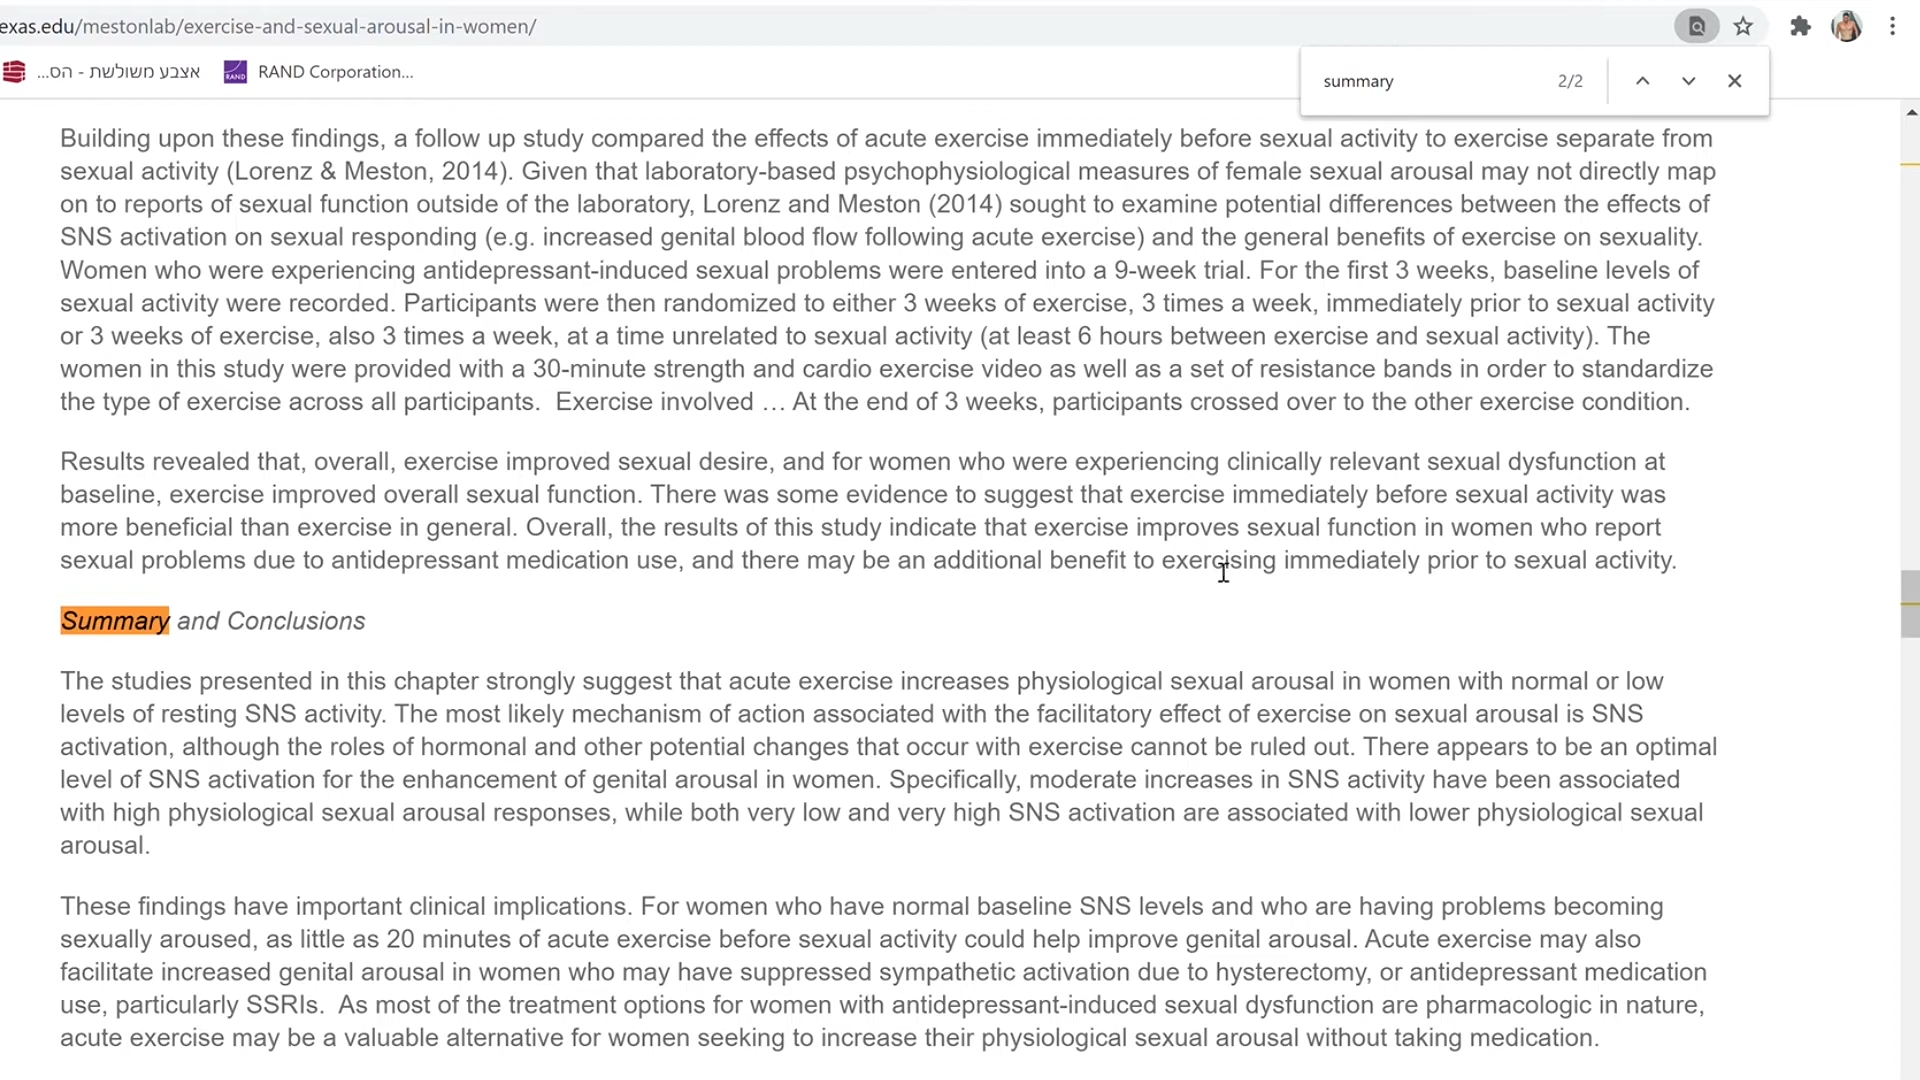 exas.edu/mestonlab/exercise-and-sexual-arousal-in-women/
אצבע משולשת - הס...
RAND
RAND Corporation...
summary
2/2
Building upon these findings, a follow up study compared the effects of acute exercise immediately before sexual activity to exercise separate from
sexual activity (Lorenz & Meston, 2014). Given that laboratory-based psychophysiological measures of female sexual arousal may not directly map
on to reports of sexual function outside of the laboratory, Lorenz and Meston (2014) sought to examine potential differences between the effects of
SNS activation on sexual responding (e.g. increased genital blood flow following acute exercise) and the general benefits of exercise on sexuality.
Women who were experiencing antidepressant-induced sexual problems were entered into a 9-week trial. For the first 3 weeks, baseline levels of
sexual activity were recorded. Participants were then randomized to either 3 weeks of exercise, 3 times a week, immediately prior to sexual activity
or 3 weeks of exercise, also 3 times a week, at a time unrelated to sexual activity (at least 6 hours between exercise and sexual activity). The
women in this study were provided with a 30-minute strength and cardio exercise video as well as a set of resistance bands in order to standardize
the type of exercise across all participants.  Exercise involved … At the end of 3 weeks, participants crossed over to the other exercise condition.
Results revealed that, overall, exercise improved sexual desire, and for women who were experiencing clinically relevant sexual dysfunction at
baseline, exercise improved overall sexual function. There was some evidence to suggest that exercise immediately before sexual activity was
more beneficial than exercise in general. Overall, the results of this study indicate that exercise improves sexual function in women who report
sexual problems due to antidepressant medication use, and there may be an additional benefit to exercising immediately prior to sexual activity.
Summary and Conclusions
The studies presented in this chapter strongly suggest that acute exercise increases physiological sexual arousal in women with normal or low
levels of resting SNS activity. The most likely mechanism of action associated with the facilitatory effect of exercise on sexual arousal is SNS
activation, although the roles of hormonal and other potential changes that occur with exercise cannot be ruled out. There appears to be an optimal
level of SNS activation for the enhancement of genital arousal in women. Specifically, moderate increases in SNS activity have been associated
with high physiological sexual arousal responses, while both very low and very high SNS activation are associated with lower physiological sexual
arousal.
These findings have important clinical implications. For women who have normal baseline SNS levels and who are having problems becoming
sexually aroused, as little as 20 minutes of acute exercise before sexual activity could help improve genital arousal. Acute exercise may also
facilitate increased genital arousal in women who may have suppressed sympathetic activation due to hysterectomy, or antidepressant medication
use, particularly SSRIs.  As most of the treatment options for women with antidepressant-induced sexual dysfunction are pharmacologic in nature,
acute exercise may be a valuable alternative for women seeking to increase their physiological sexual arousal without taking medication.